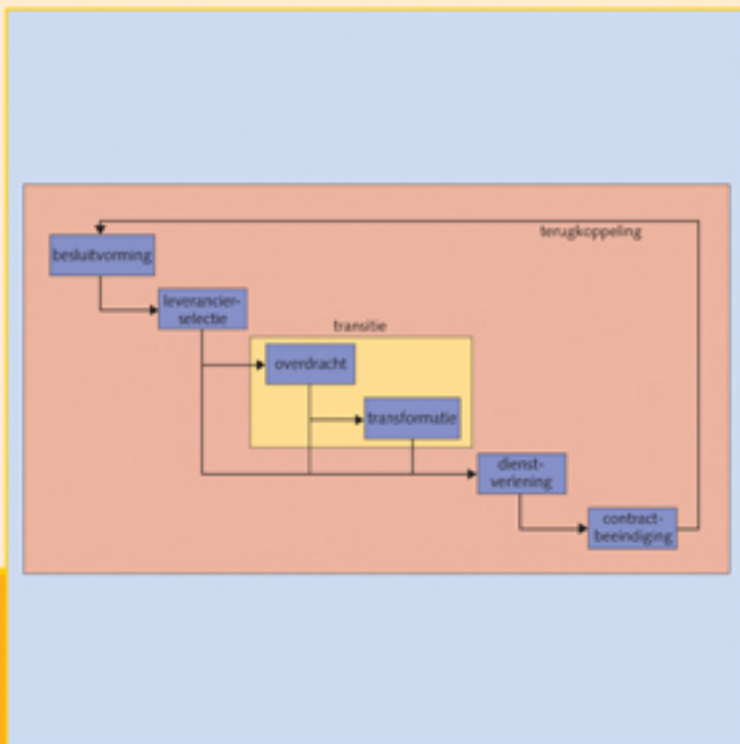 terugkoppeling
besluitvorming
leverancier-
selectie
transitie
overdracht
transformatie
dienst-
verlening
contract-
beeindiging